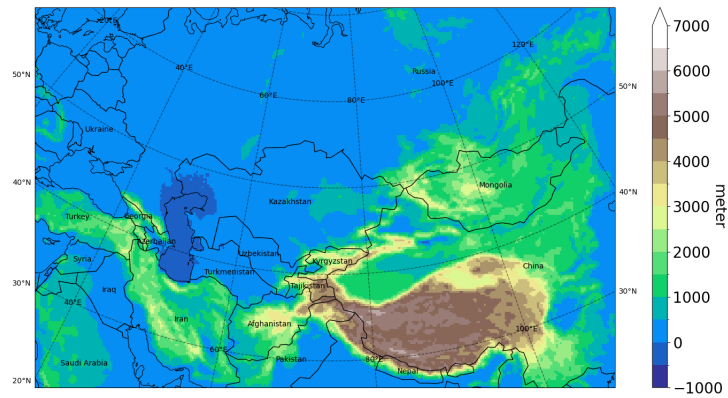 20°E
120°E
7000
50°N
40°E
Russia
6000
60°E
80°E
100°E
50°N
5000
Ukraine
4000
40°N
Mongolia
40°N
3000
Kazakhstan
Turkey
Georgia
meter
Azerbaijan
2000
Syria
Uzbekistan
Kyrgyzstan
China
Turkmenistan
30°N
Iraq
Tajikistan
30°N
1000
40°E
Iran
Afghanistan
100°E
0
60°E
Saudi Arabia
Pakistan
80°E
Nepal
20°N
−1000